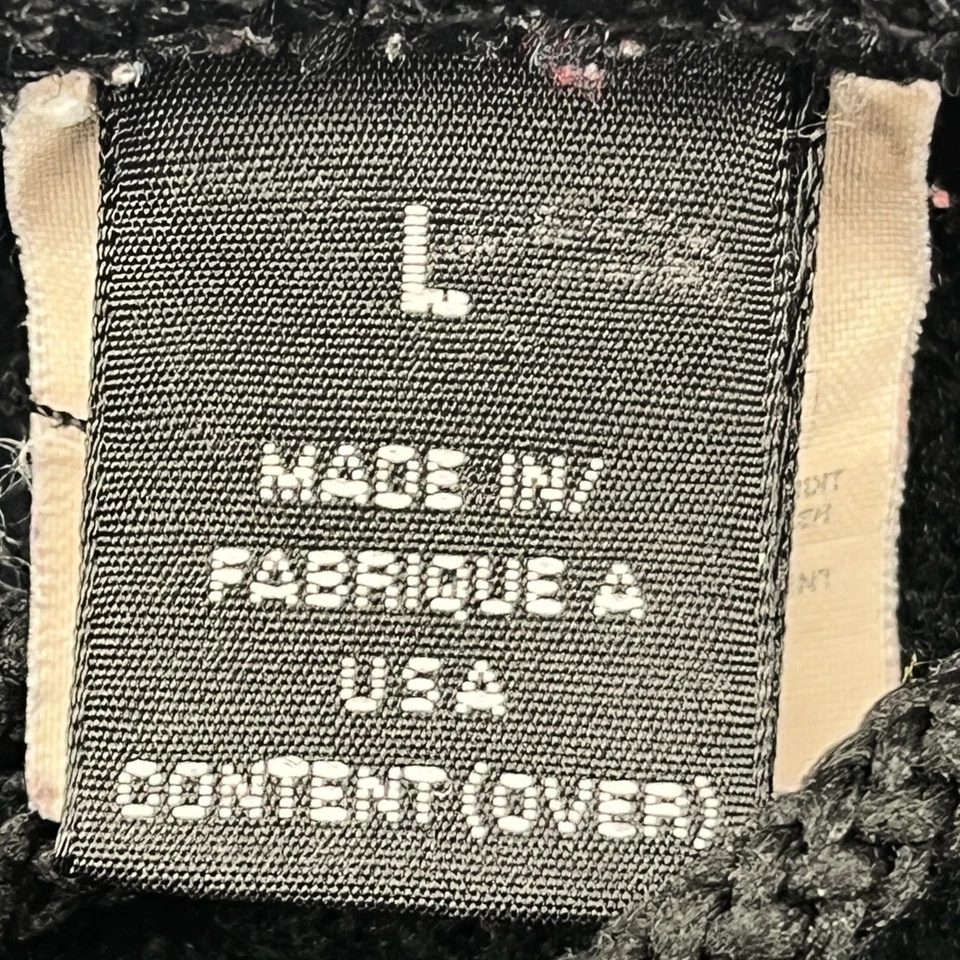 L
MADE IN/
FABRIQUE A
USA
CONTENT (OVER)